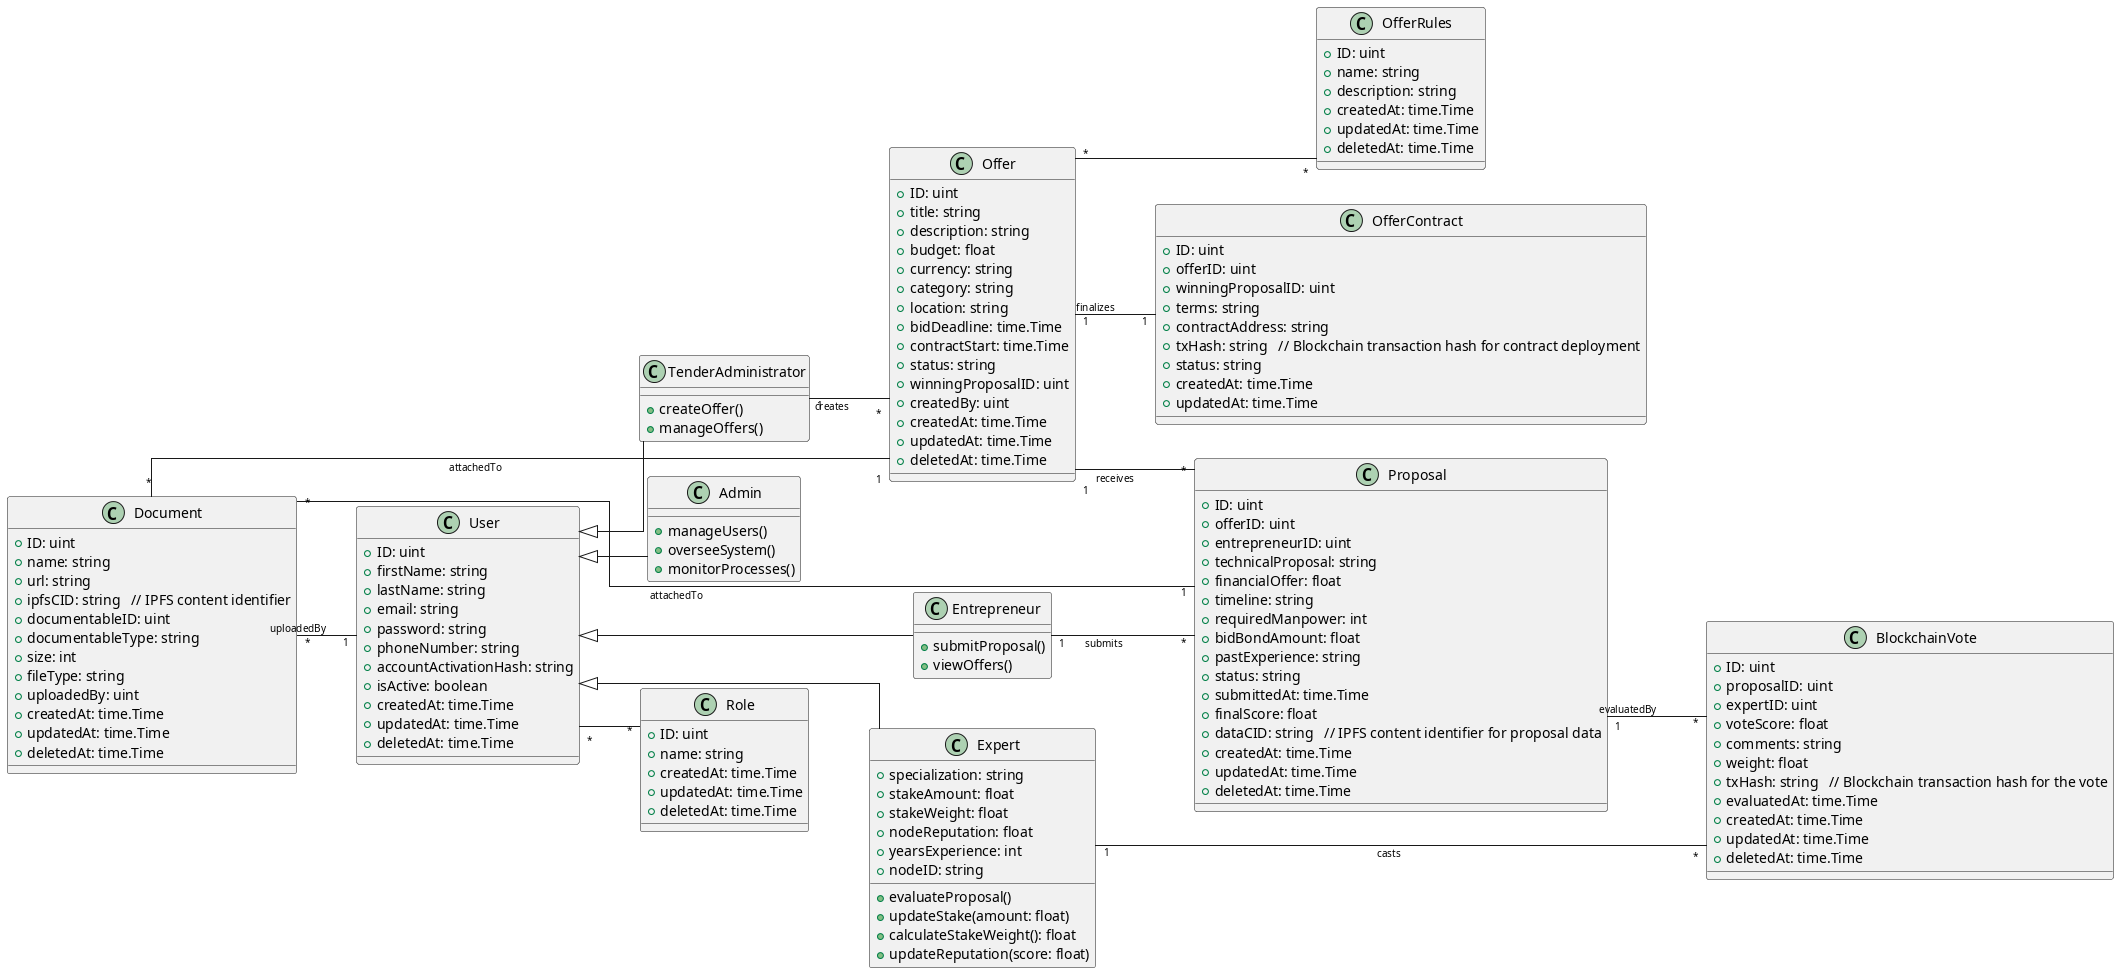 C OfferRules
ID: uint
name: string
description: string
createdAt: time.Time
updatedAt: time.Time
deletedAt: time.Time
C Offer
ID: uint
title: string
description: string
budget: float
currency: string
category: string
location: string
bidDeadline: time.Time
contractStart: time.Time
status: string
winningProposalID: uint
createdBy: uint
createdAt: time.Time
updatedAt: time.Time
deletedAt: time.Time
*
*
C OfferContract
ID: uint
offerID: uint
winningProposalID: uint
terms: string
contractAddress: string
txHash: string // Blockchain transaction hash for contract deployment
status: string
createdAt: time.Time
updatedAt: time.Time
finalizes
1
1
C TenderAdministrator
createOffer()
manageOffers()
creates
*
attachedTo
*
1
C Admin
manageUsers()
overseeSystem()
monitorProcesses()
receives
1
*
C Proposal
ID: uint
offerID: uint
entrepreneurID: uint
technicalProposal: string
financialOffer: float
timeline: string
requiredManpower: int
bidBondAmount: float
pastExperience: string
status: string
submittedAt: time.Time
finalScore: float
dataCID: string // IPFS content identifier for proposal data
createdAt: time.Time
updatedAt: time.Time
deletedAt: time.Time
C Document
ID: uint
name: string
url: string
ipfsCID: string // IPFS content identifier
documentableID: uint
documentableType: string
size: int
fileType: string
uploadedBy: uint
createdAt: time.Time
updatedAt: time.Time
deletedAt: time.Time
*
attachedTo
1
uploadedBy
*
1
C User
ID: uint
firstName: string
lastName: string
email: string
password: string
phoneNumber: string
accountActivationHash: string
isActive: boolean
createdAt: time.Time
updatedAt: time.Time
deletedAt: time.Time
*
*
C Entrepreneur
submitProposal()
viewOffers()
1
submits
*
C Role
ID: uint
name: string
createdAt: time.Time
updatedAt: time.Time
deletedAt: time.Time
C Expert
specialization: string
stakeAmount: float
stakeWeight: float
nodeReputation: float
yearsExperience: int
nodeID: string
evaluateProposal()
updateStake(amount: float)
calculateStakeWeight(): float
updateReputation(score: float)
evaluatedBy
1
*
1
casts
*
C BlockchainVote
ID: uint
proposalID: uint
expertID: uint
voteScore: float
comments: string
weight: float
txHash: string // Blockchain transaction hash for the vote
evaluatedAt: time.Time
createdAt: time.Time
updatedAt: time.Time
deletedAt: time.Time